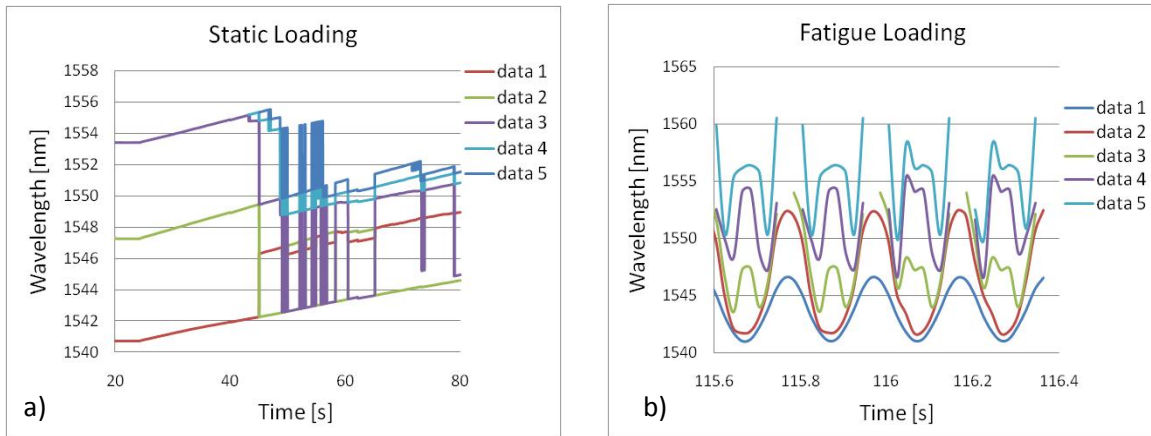 Static Loading
1558
1556
1554
1552
1550
1548
1546
1544
1542
1540
Wavelength [nm]
20
40
60
80
Time [s]
data 1
data 2
data 3
data 4
data 5
a)
Fatigue Loading
1565
1560
1555
1550
1545
1540
Wavelength [nm]
115.6
115.8
116
116.2
116.4
Time [s]
data 1
data 2
data 3
data 4
data 5
b)